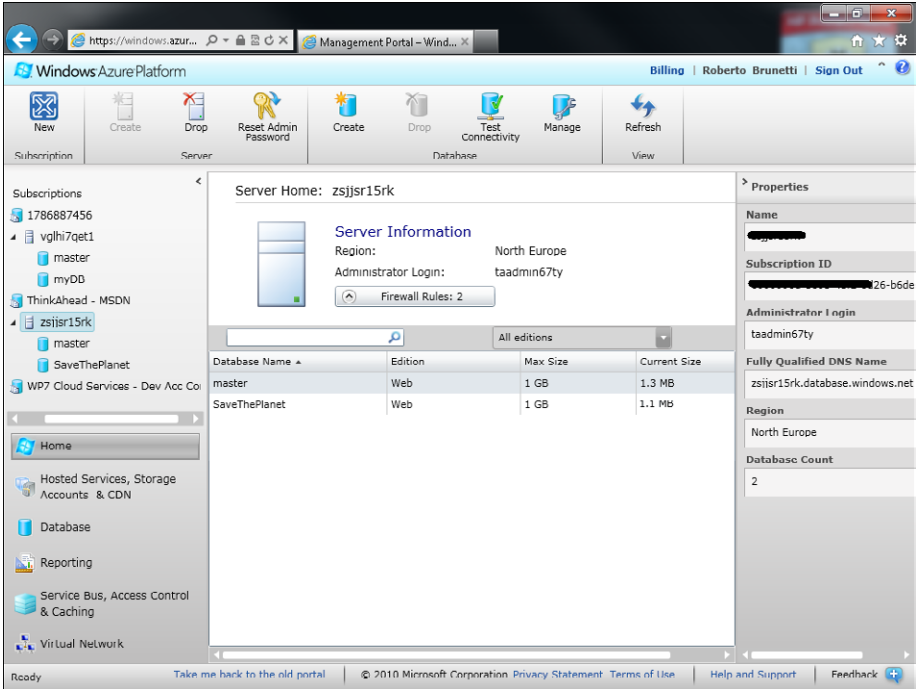 https://windows.azur...
Management Portal – Wind...
Windows Azure Platform
Billing | Roberto Brunetti | Sign Out
New
Create
Drop
Reset Admin
Password
Create
Drop
Test
Connectivity
Manage
Refresh
Subscription
Server
Database
View
Subscriptions
1786887456
vglhi7qet1
master
myDB
ThinkAhead - MSDN
zsjjsr15rk
master
SaveThePlanet
WP7 Cloud Services - Dev Acc Co
Home
Hosted Services, Storage
Accounts & CDN
Database
Reporting
Service Bus, Access Control
& Caching
Virtual Network
Server Home: zsjjsr15rk
Server Information
Region: North Europe
Administrator Login: taadmin67ty
Firewall Rules: 2
All editions
Database Name Edition Max Size Current Size
master Web 1 GB 1.3 MB
SaveThePlanet Web 1 GB 1.1 MB
Properties
Name
Subscription ID
26-b6de
Administrator Login
taadmin67ty
Fully Qualified DNS Name
zsjjsr15rk.database.windows.net
Region
North Europe
Database Count
2
Ready
Take me back to the old portal | © 2010 Microsoft Corporation Privacy Statement Terms of Use | Help and Support | Feedback